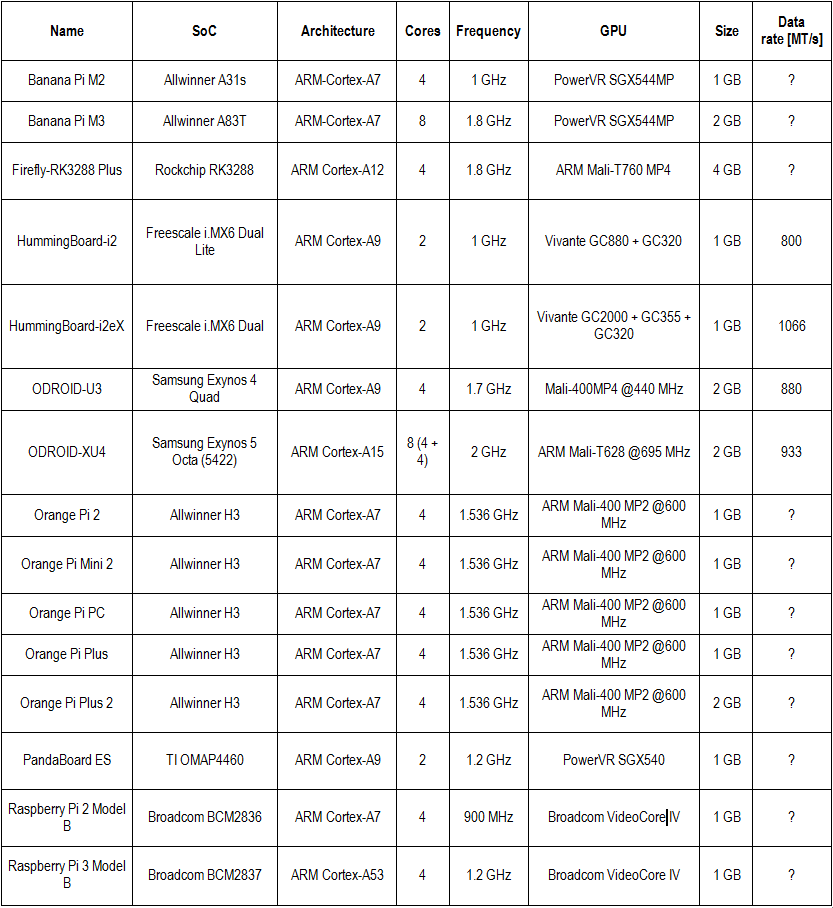 Name SoC Architecture Cores Frequency GPU Size Data
rate [MT/s]
Banana Pi M2 Allwinner A31s ARM-Cortex-A7 4 1 GHz PowerVR SGX544MP 1 GB ?
Banana Pi M3 Allwinner A83T ARM-Cortex-A7 8 1.8 GHz PowerVR SGX544MP 2 GB ?
Firefly-RK3288 Plus Rockchip RK3288 ARM Cortex-A12 4 1.8 GHz ARM Mali-T760 MP4 4 GB ?
HummingBoard-i2 Freescale i.MX6 Dual
Lite ARM Cortex-A9 2 1 GHz Vivante GC880 + GC320 1 GB 800
HummingBoard-i2eX Freescale i.MX6 Dual ARM Cortex-A9 2 1 GHz Vivante GC2000 + GC355 +
GC320 1 GB 1066
ODROID-U3 Samsung Exynos 4
Quad ARM Cortex-A9 4 1.7 GHz Mali-400MP4 @440 MHz 2 GB 880
ODROID-XU4 Samsung Exynos 5
Octa (5422) ARM Cortex-A15 8 (4 +
4) 2 GHz ARM Mali-T628 @695 MHz 2 GB 933
Orange Pi 2 Allwinner H3 ARM Cortex-A7 4 1.536 GHz ARM Mali-400 MP2 @600
MHz 1 GB ?
Orange Pi Mini 2 Allwinner H3 ARM Cortex-A7 4 1.536 GHz ARM Mali-400 MP2 @600
MHz 1 GB ?
Orange Pi PC Allwinner H3 ARM Cortex-A7 4 1.536 GHz ARM Mali-400 MP2 @600
MHz 1 GB ?
Orange Pi Plus Allwinner H3 ARM Cortex-A7 4 1.536 GHz ARM Mali-400 MP2 @600
MHz 1 GB ?
Orange Pi Plus 2 Allwinner H3 ARM Cortex-A7 4 1.536 GHz ARM Mali-400 MP2 @600
MHz 2 GB ?
PandaBoard ES TI OMAP4460 ARM Cortex-A9 2 1.2 GHz PowerVR SGX540 1 GB ?
Raspberry Pi 2 Model
B Broadcom BCM2836 ARM Cortex-A7 4 900 MHz Broadcom VideoCore IV 1 GB ?
Raspberry Pi 3 Model
B Broadcom BCM2837 ARM Cortex-A53 4 1.2 GHz Broadcom VideoCore IV 1 GB ?